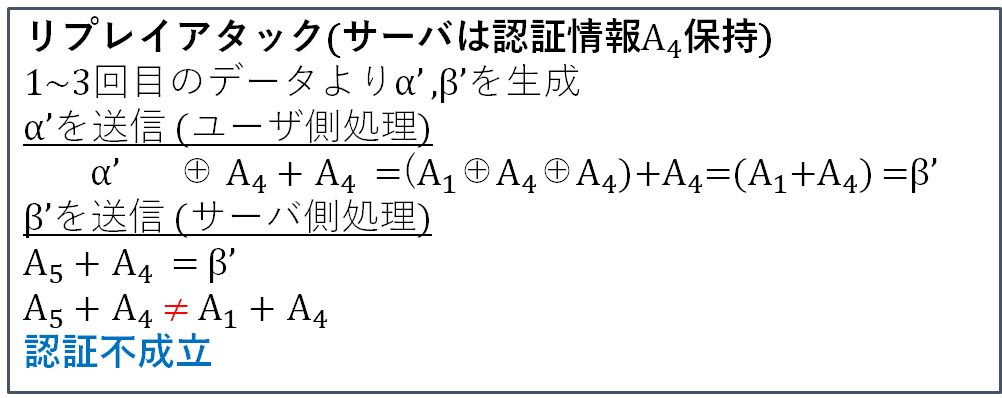 リプレイアタック(サーバは認証情報A₄保持)
1~3回目のデータよりα’,β’を生成
α’を送信 (ユーザ側処理)
α’ ⊕ A₄ + A₄ =(A₁⊕A₄⊕A₄)+A₄=(A₁+A₄) =β’
β’を送信 (サーバ側処理)
A₅ + A₄ = β’
A₅ + A₄ ≠ A₁ + A₄
認証不成立